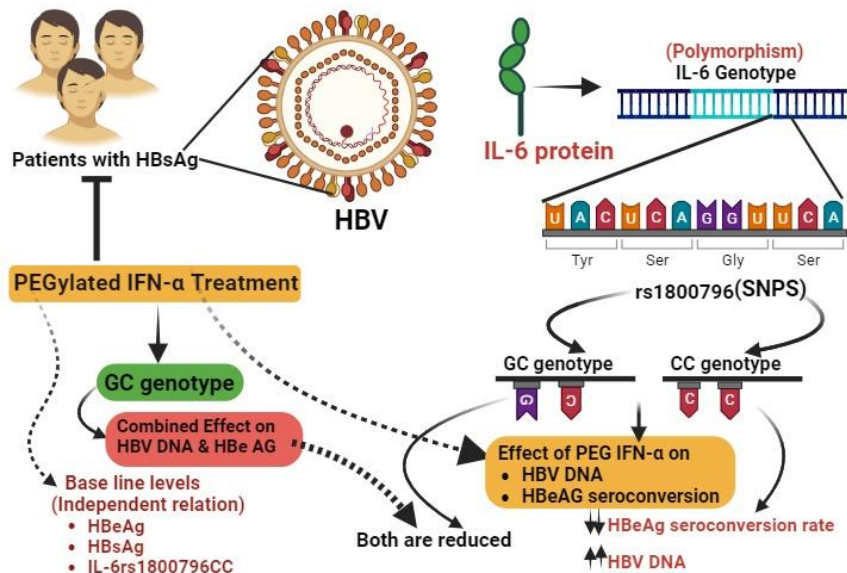 Patients with HBsAg
HBV
IL-6 protein
(Polymorphism)
IL-6 Genotype
U A C U C A G G U U C A
Tyr Ser Gly Ser
rs1800796(SNPS)
PEGylated IFN-α Treatment
GC genotype
Combined Effect on
HBV DNA & HBe AG
Base line levels
(Independent relation)
• HBeAg
• HBsAg
• IL-6rs1800796CC
Both are reduced
GC genotype
G C
CC genotype
C C
Effect of PEG IFN-α on
• HBV DNA
• HBeAG seroconversion
HBeAg seroconversion rate
HBV DNA